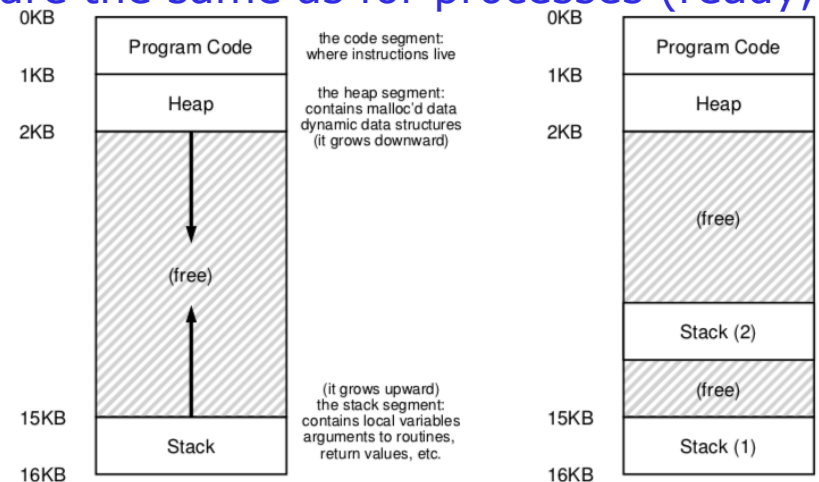 are the same as for processes (ready,
0KB
Program Code
the code segment:
where instructions live
1KB
Heap
the heap segment:
contains malloc'd data
dynamic data structures
(it grows downward)
2KB
(free)
(it grows upward)
the stack segment:
contains local variables
arguments to routines,
return values, etc.
15KB
Stack
16KB
0KB
Program Code
1KB
Heap
2KB
(free)
Stack (2)
(free)
15KB
Stack (1)
16KB